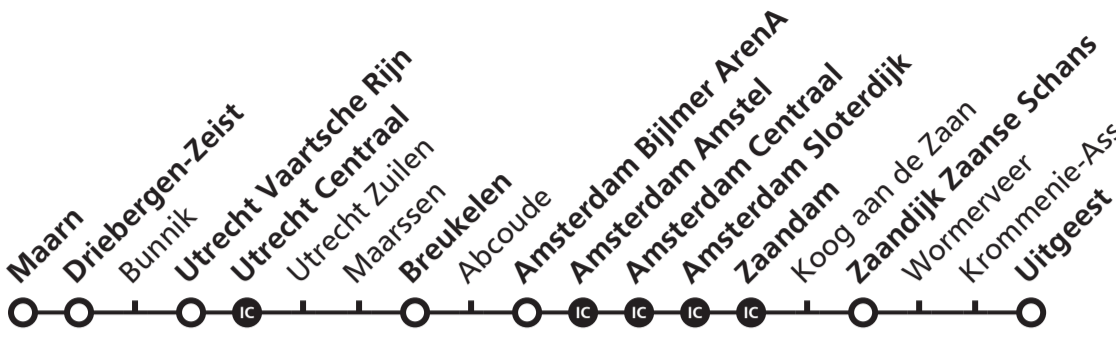 Maarn
Driebergen-Zeist
Bunnik
Utrecht Vaartsche Rijn
Utrecht Centraal
Utrecht Zuilen
Maarssen
Breukelen
Abcoude
Amsterdam Bijlmer ArenA
Amsterdam Amstel
Amsterdam Centraal
Amsterdam Sloterdijk
Zaandam
Koog aan de Zaan
Zaandijk Zaanse Schans
Wormerveer
Krommenie-Ass
Uitgeest
IC
IC
IC
IC
IC